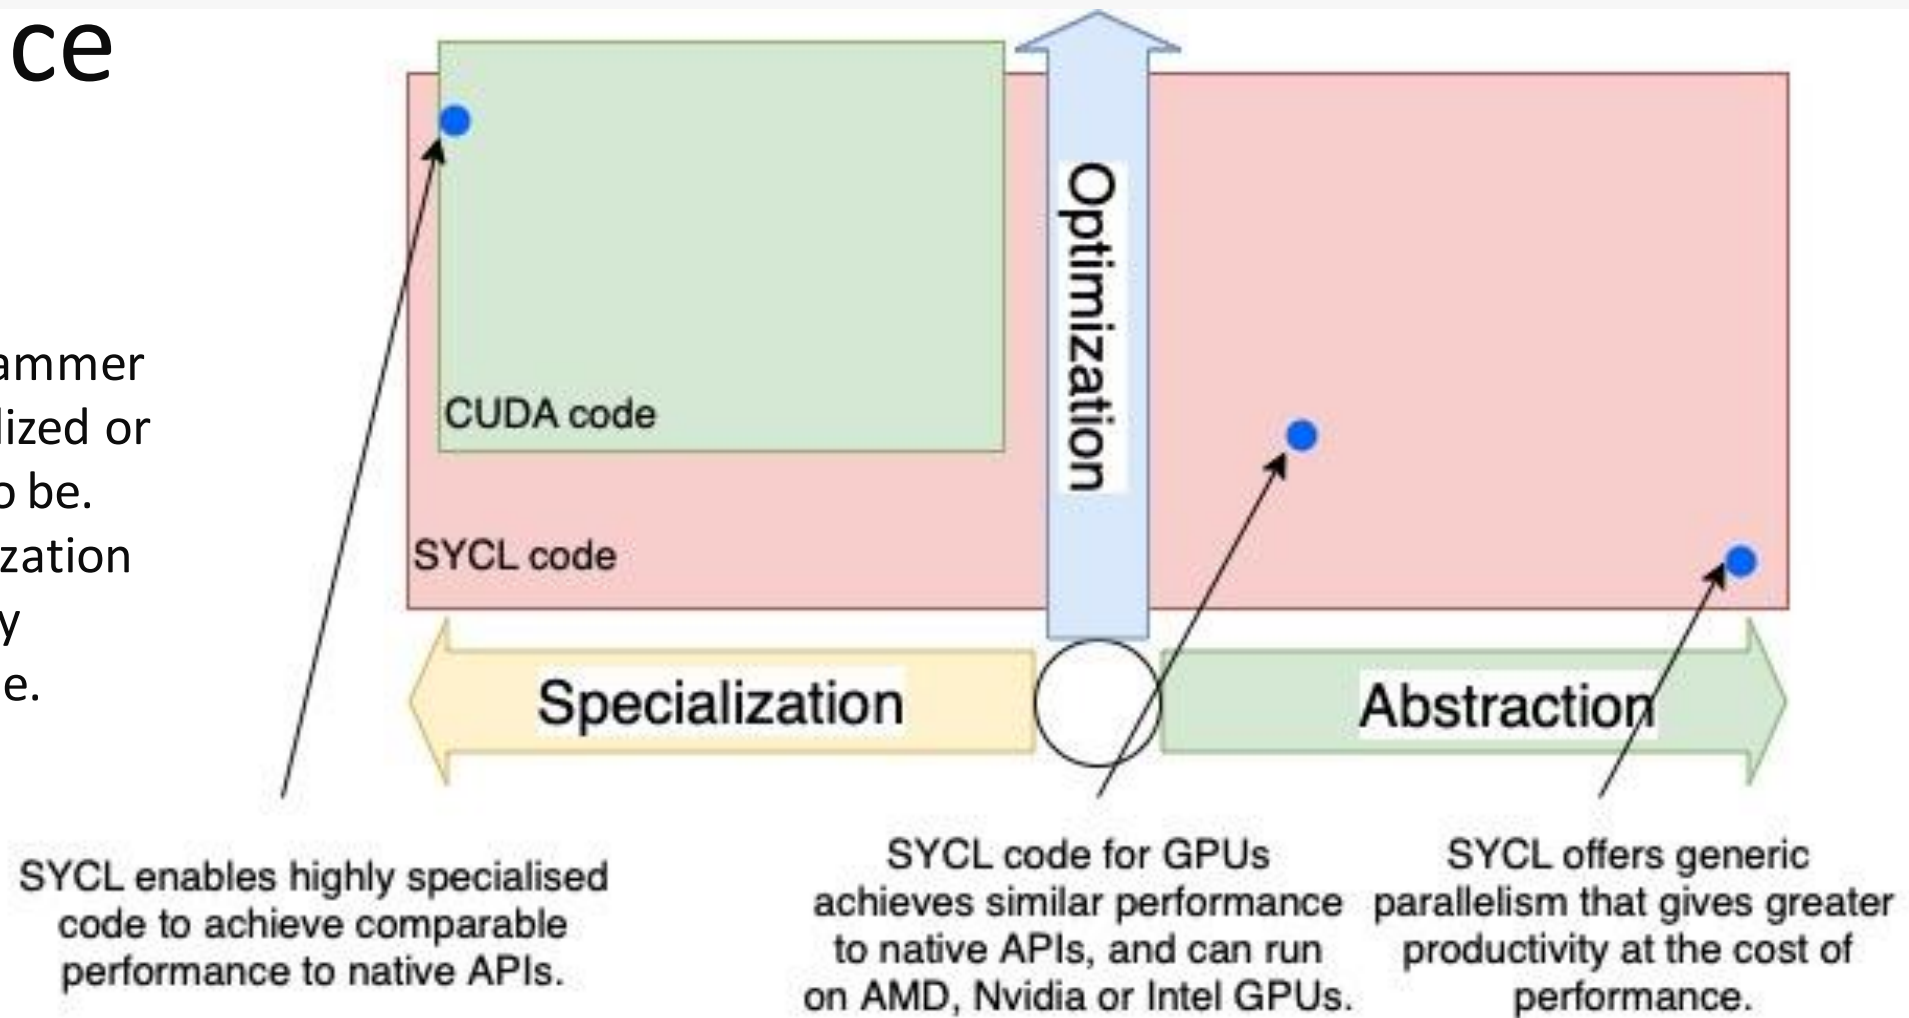 ce
ammer
lized or
o be.
zation
y
e.
CUDA code
SYCL code
Optimization
Specialization
Abstraction
SYCL enables highly specialised
code to achieve comparable
performance to native APIs.
SYCL code for GPUs
achieves similar performance
to native APIs, and can run
on AMD, Nvidia or Intel GPUs.
SYCL offers generic
parallelism that gives greater
productivity at the cost of
performance.